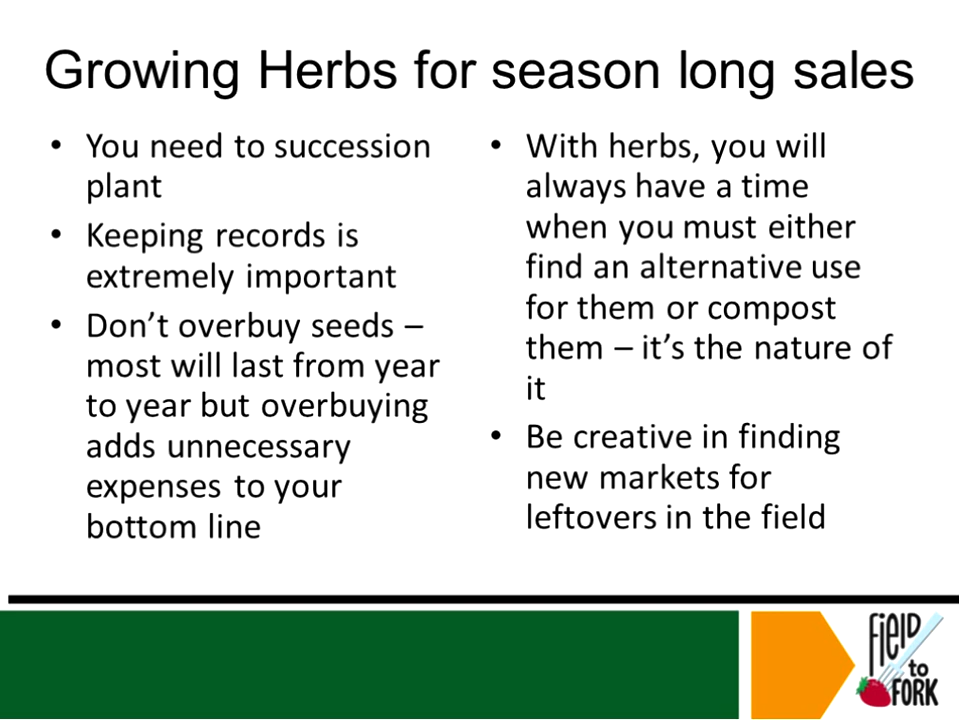 Growing Herbs for season long sales
• You need to succession
plant
• Keeping records is
extremely important
• Don’t overbuy seeds –
most will last from year
to year but overbuying
adds unnecessary
expenses to your
bottom line
• With herbs, you will
always have a time
when you must either
find an alternative use
for them or compost
them – it’s the nature of
it
• Be creative in finding
new markets for
leftovers in the field
FiElD
to
FORK